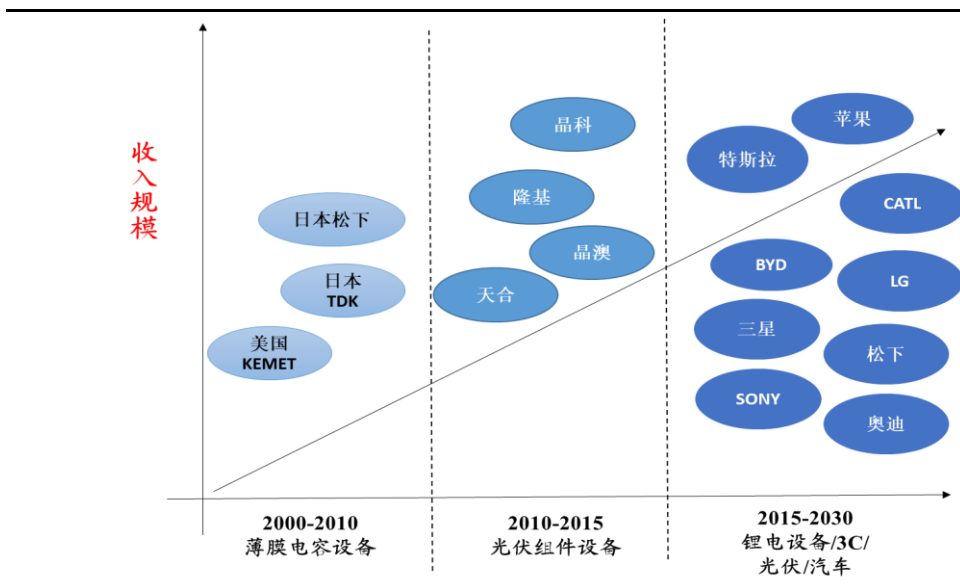 收入规模
日本松下
日本
TDK
美国
KEMET
晶科
隆基
晶澳
天合
苹果
特斯拉
CATL
BYD
LG
三星
松下
SONY
奥迪
2000-2010
薄膜电容设备
2010-2015
光伏组件设备
2015-2030
锂电设备/3C/
光伏/汽车